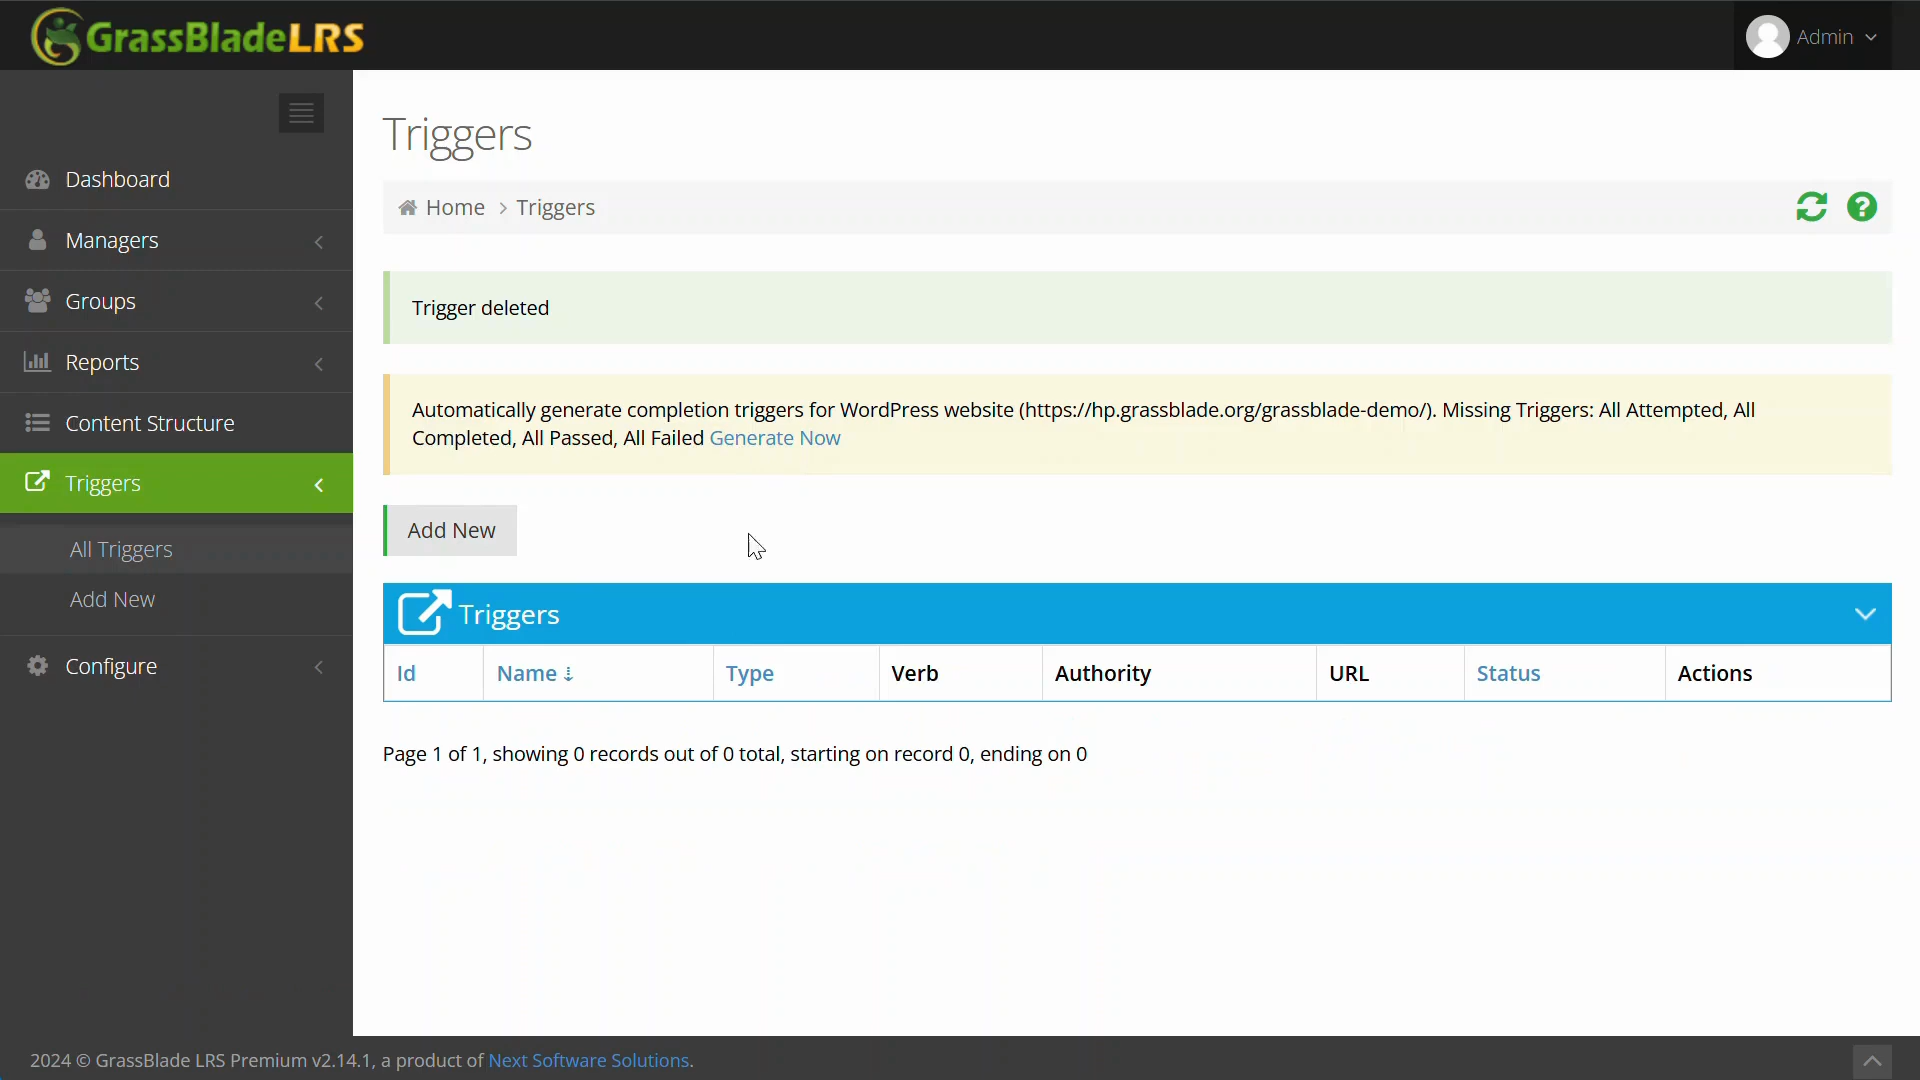 GrassBladeLRS
Admin
Dashboard
Managers
Groups
Reports
Content Structure
Triggers
All Triggers
Add New
Configure
Triggers
Home > Triggers
Trigger deleted
Automatically generate completion triggers for WordPress website (https://hp.grassblade.org/grassblade-demo/). Missing Triggers: All Attempted, All
Completed, All Passed, All Failed Generate Now
Add New
Triggers
Id Name Type Verb Authority URL Status Actions
Page 1 of 1, showing 0 records out of 0 total, starting on record 0, ending on 0
2024 © GrassBlade LRS Premium v2.14.1, a product of Next Software Solutions.